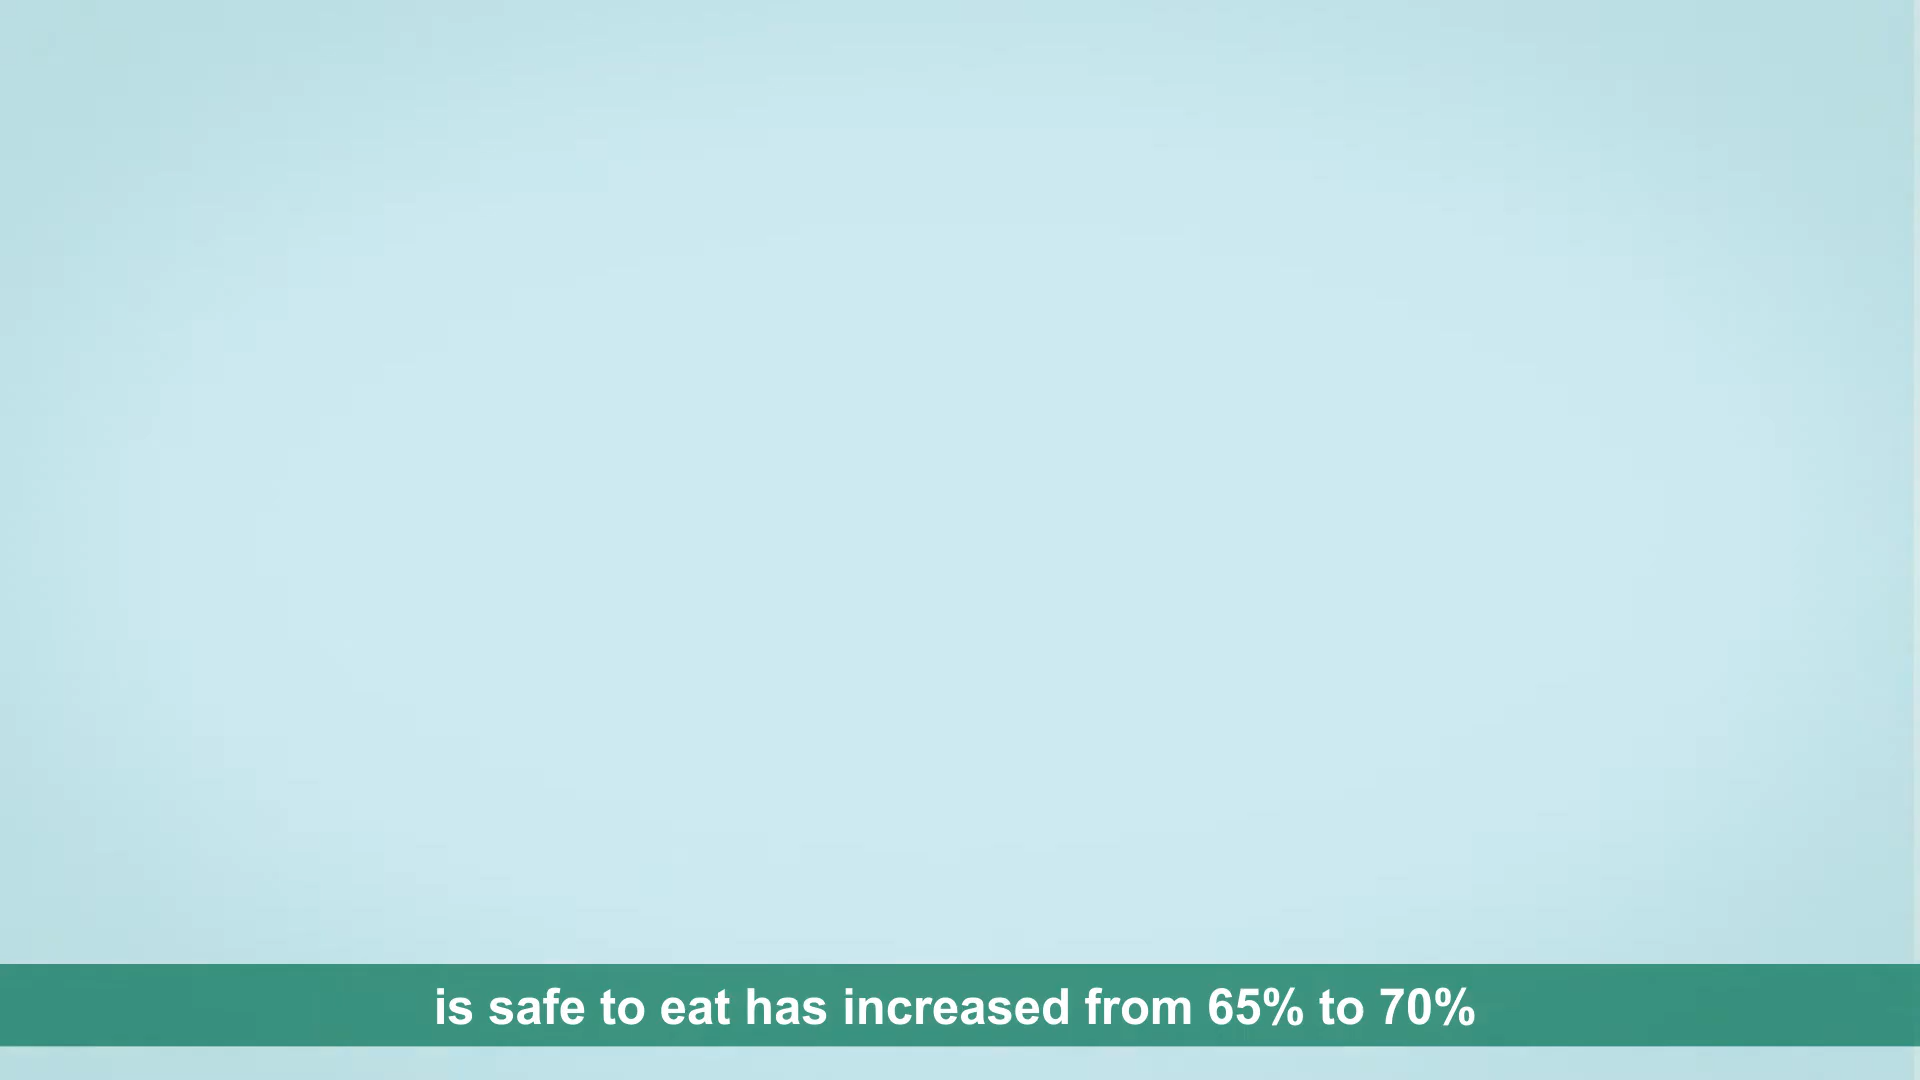 is safe to eat has increased from 65% to 70%